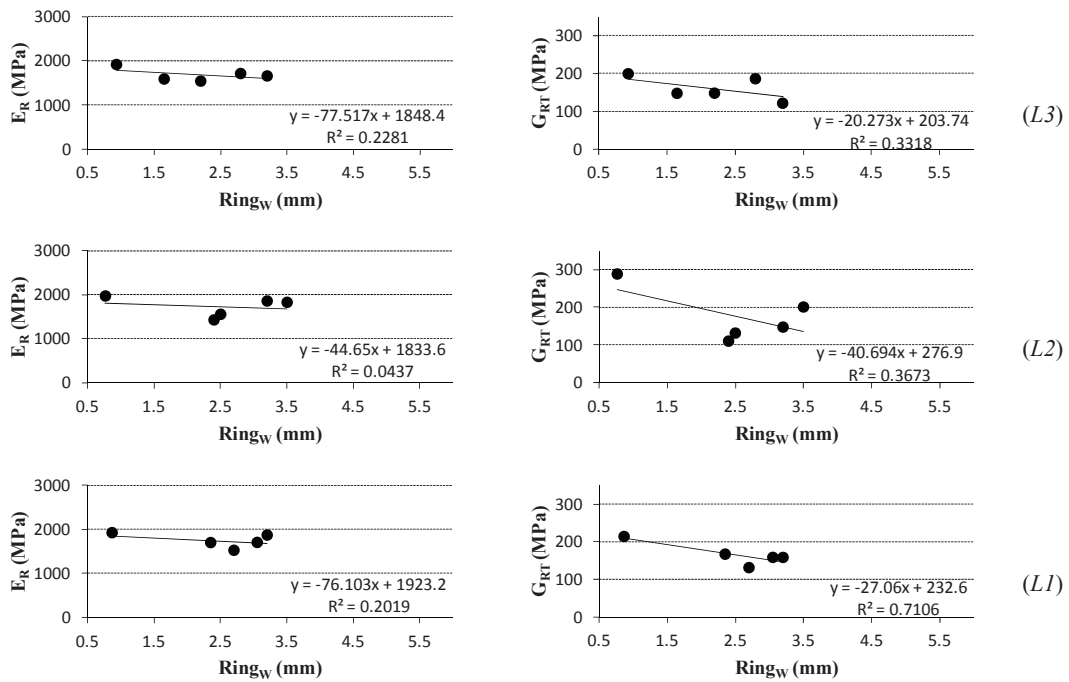 3000
2000
1000
0
E_R (MPa)
y = -77.517x + 1848.4
R² = 0.2281
0.5 1.5 2.5 3.5 4.5 5.5
Ring_W (mm)
300
200
100
0
G_RT (MPa)
y = -20.273x + 203.74
R² = 0.3318
0.5 1.5 2.5 3.5 4.5 5.5
Ring_W (mm)
(L3)
3000
2000
1000
0
E_R (MPa)
y = -44.65x + 1833.6
R² = 0.0437
0.5 1.5 2.5 3.5 4.5 5.5
Ring_W (mm)
300
200
100
0
G_RT (MPa)
y = -40.694x + 276.9
R² = 0.3673
0.5 1.5 2.5 3.5 4.5 5.5
Ring_W (mm)
(L2)
3000
2000
1000
0
E_R (MPa)
y = -76.103x + 1923.2
R² = 0.2019
0.5 1.5 2.5 3.5 4.5 5.5
Ring_W (mm)
300
200
100
0
G_RT (MPa)
y = -27.06x + 232.6
R² = 0.7106
0.5 1.5 2.5 3.5 4.5 5.5
Ring_W (mm)
(L1)